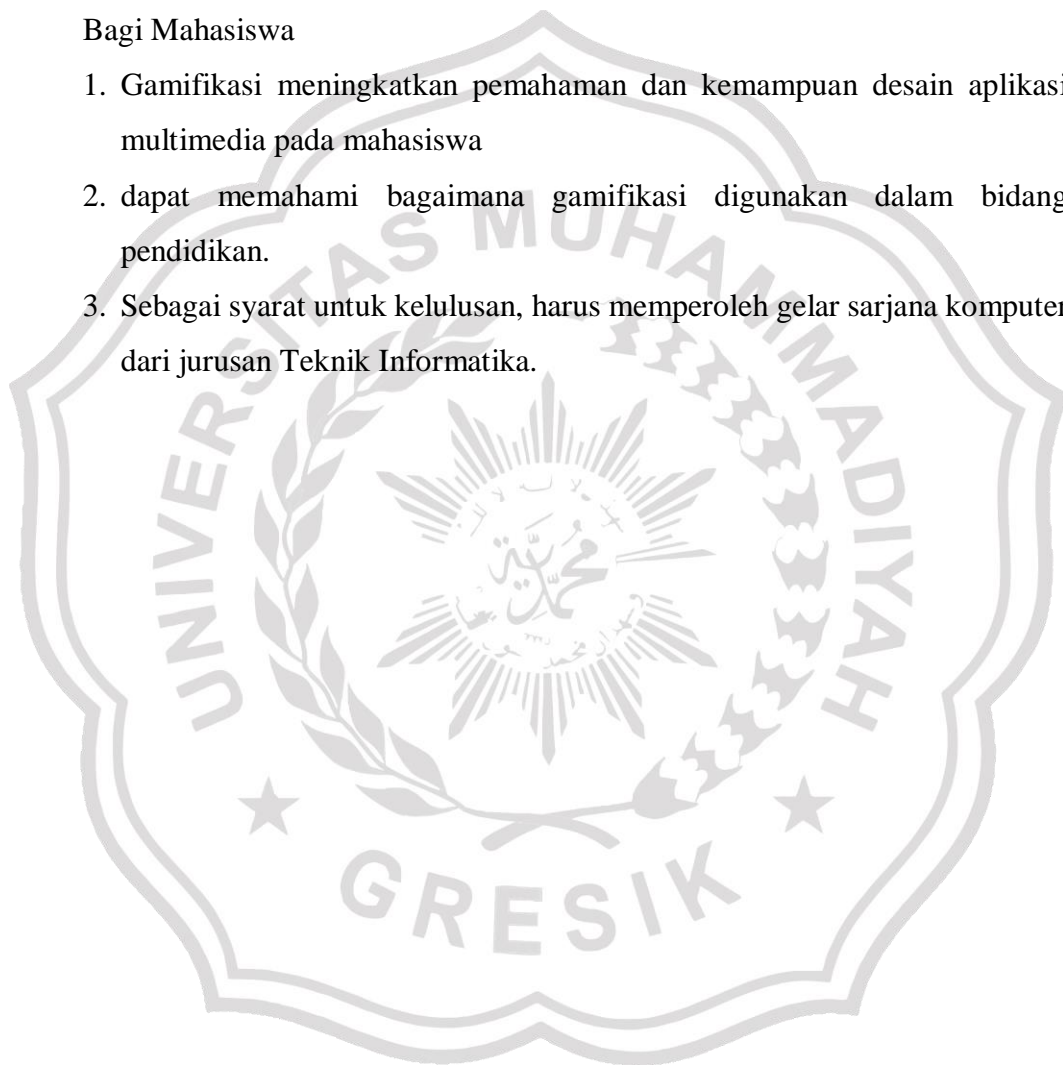 Bagi Mahasiswa
1. Gamifikasi meningkatkan pemahaman dan kemampuan desain aplikasi
multimedia pada mahasiswa
2. dapat memahami bagaimana gamifikasi digunakan dalam bidang
pendidikan.
3. Sebagai syarat untuk kelulusan, harus memperoleh gelar sarjana komputer
dari jurusan Teknik Informatika.
UNIVERSITAS MUHAMMADIYAH
محمدية
GRESIK